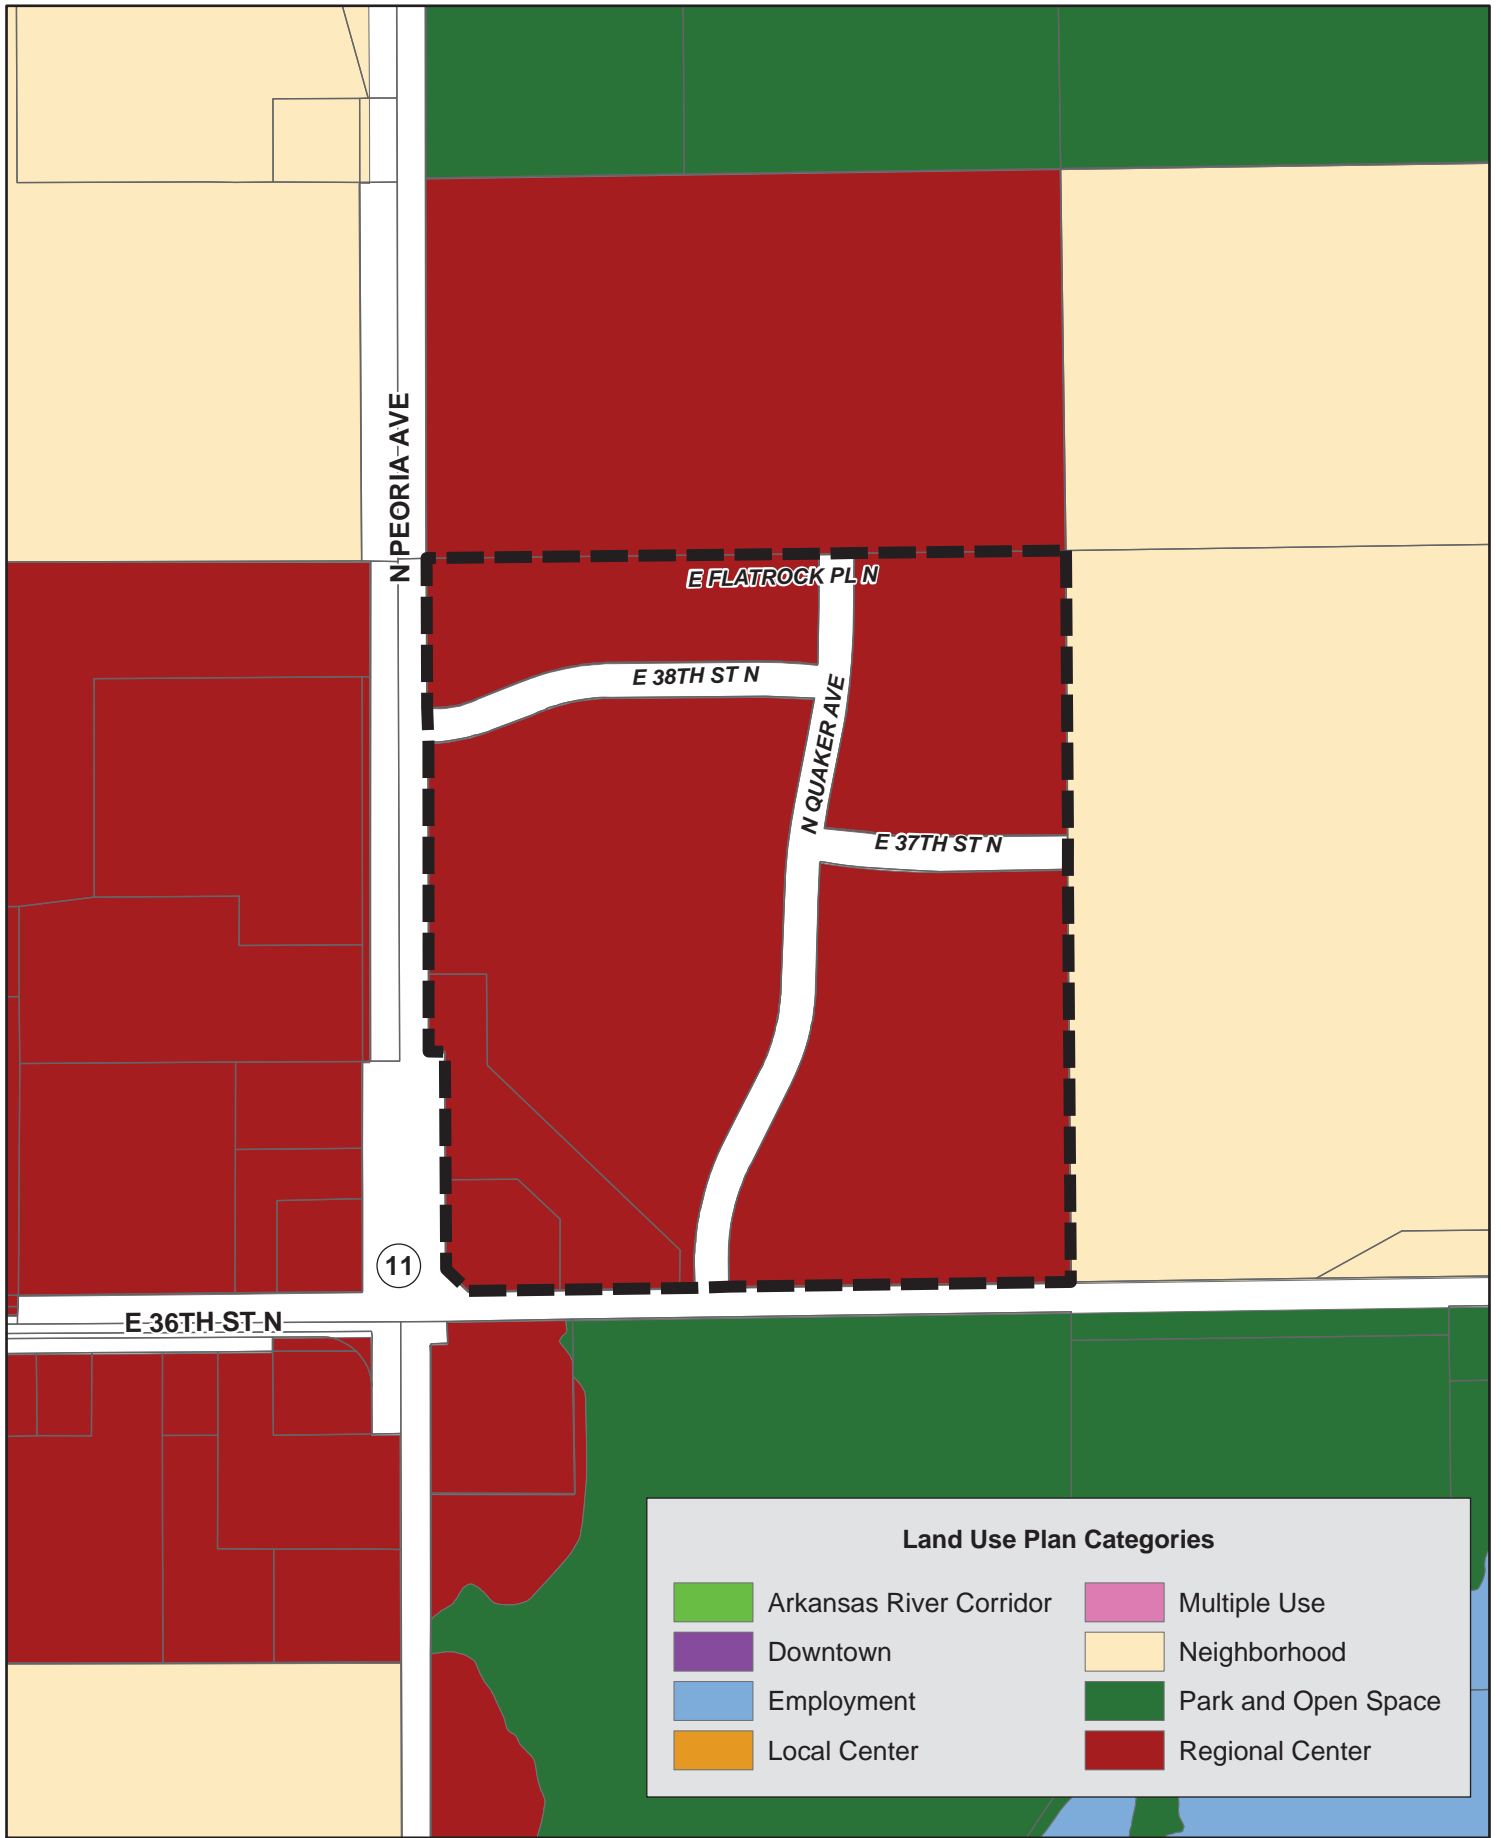 N PEORIA AVE
E FLATROCK PL N
E 38TH ST N
N QUAKER AVE
E 37TH ST N
11
E 36TH ST N
Land Use Plan Categories
Arkansas River Corridor
Downtown
Employment
Local Center
Multiple Use
Neighborhood
Park and Open Space
Regional Center